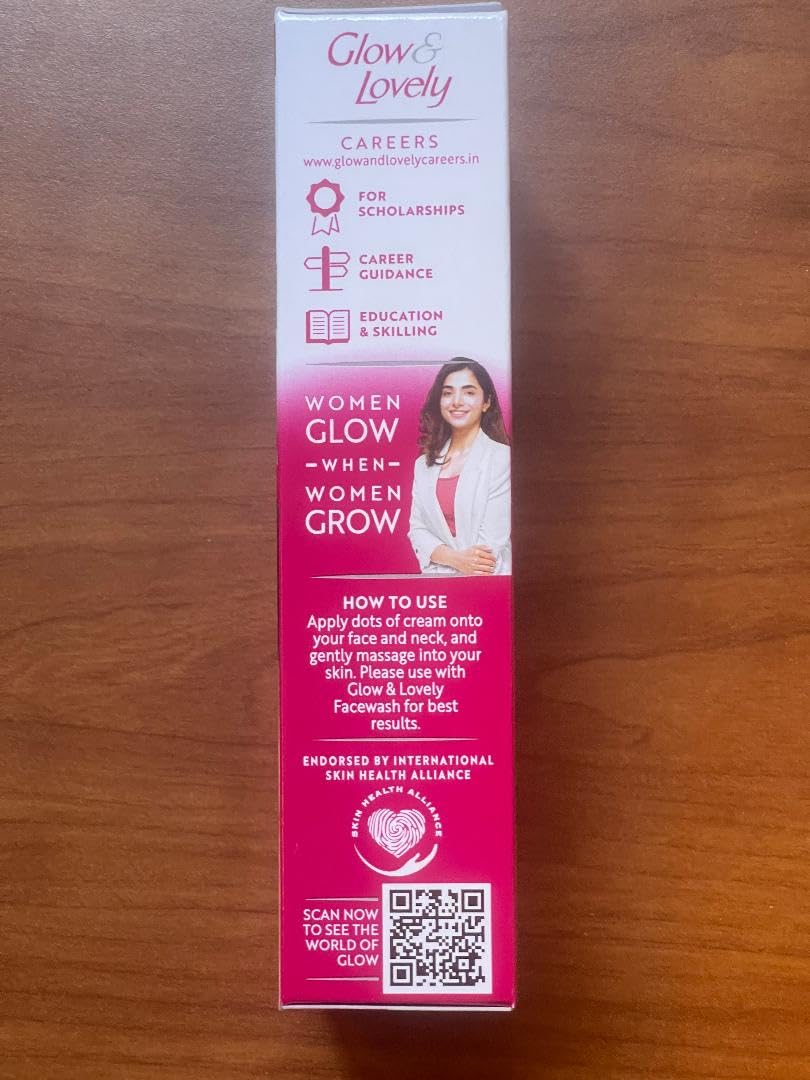 Glow &
Lovely
CAREERS
www.glowandlovelycareers.in
FOR
SCHOLARSHIPS
CAREER
GUIDANCE
EDUCATION
& SKILLING
WOMEN
GLOW
-WHEN-
WOMEN
GROW
HOW TO USE
Apply dots of cream onto
your face and neck, and
gently massage into your
skin. Please use with
Glow & Lovely
Facewash for best
results.
ENDORSED BY INTERNATIONAL
SKIN HEALTH ALLIANCE
SKIN HEALTH ALLIANCE
SCAN NOW
TO SEE THE
WORLD OF
GLOW